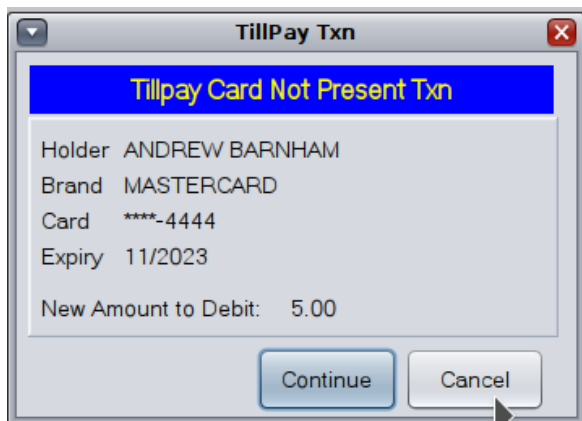 TillPay Txn
Tillpay Card Not Present Txn
Holder ANDREW BARNHAM
Brand MASTERCARD
Card ****-4444
Expiry 11/2023
New Amount to Debit: 5.00
Continue Cancel